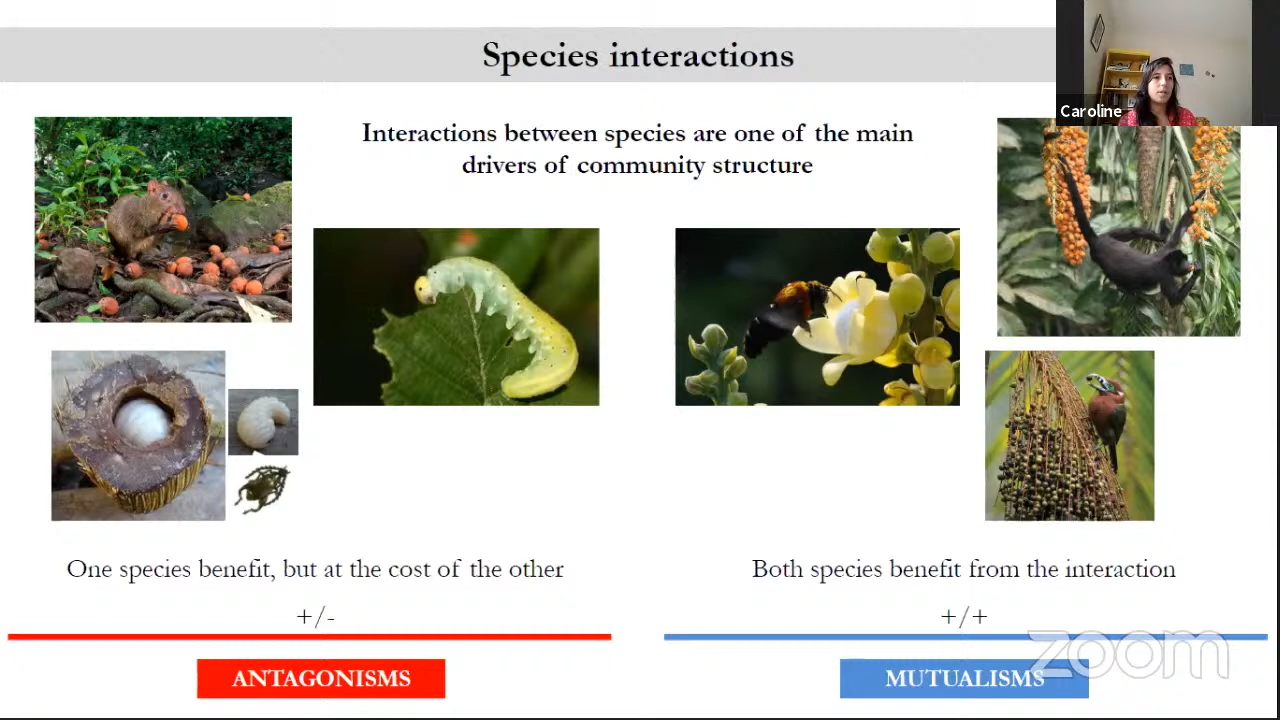 Species interactions
Caroline
Interactions between species are one of the main
drivers of community structure
One species benefit, but at the cost of the other
+/-
ANTAGONISMS
Both species benefit from the interaction
+/+
MUTUALISMS
zoom